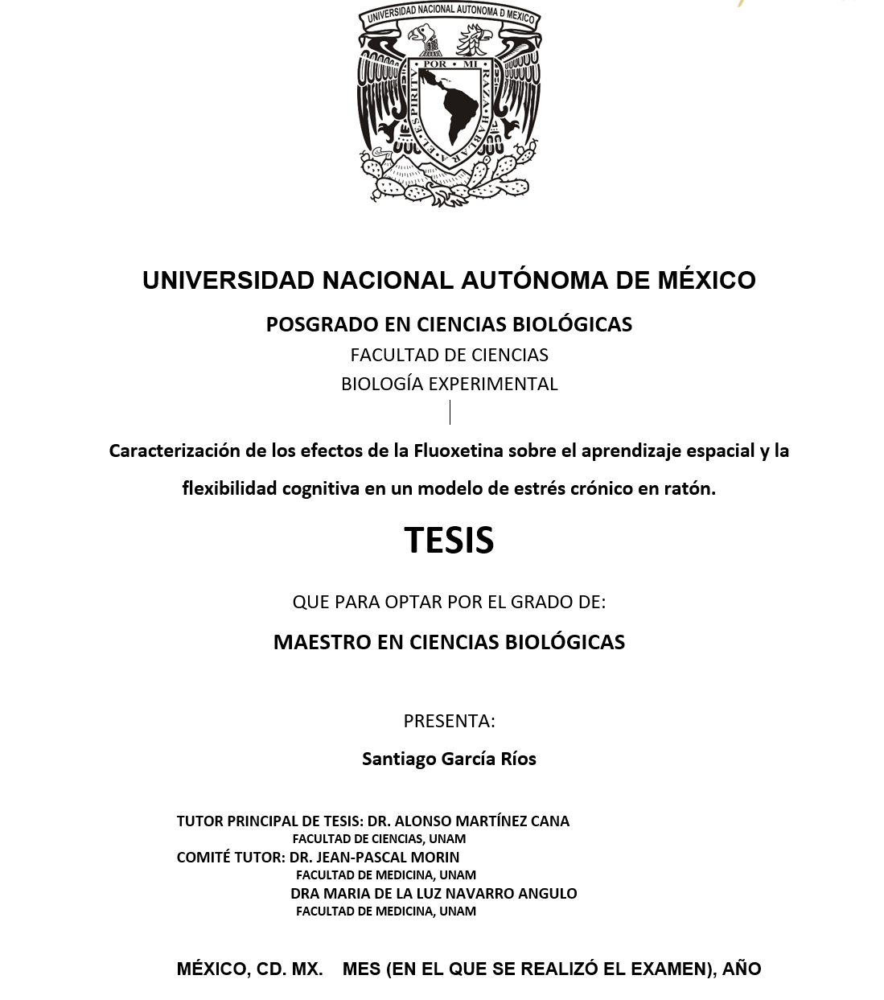 UNIVERSIDAD NACIONAL AUTONOMA D MEXICO
POR • MI
RAZA • HABLARA • EL • ESPIRITU
UNIVERSIDAD NACIONAL AUTÓNOMA DE MÉXICO
POSGRADO EN CIENCIAS BIOLÓGICAS
FACULTAD DE CIENCIAS
BIOLOGÍA EXPERIMENTAL
Caracterización de los efectos de la Fluoxetina sobre el aprendizaje espacial y la
flexibilidad cognitiva en un modelo de estrés crónico en ratón.
TESIS
QUE PARA OPTAR POR EL GRADO DE:
MAESTRO EN CIENCIAS BIOLÓGICAS
PRESENTA:
Santiago García Ríos
TUTOR PRINCIPAL DE TESIS: DR. ALONSO MARTÍNEZ CANA
FACULTAD DE CIENCIAS, UNAM
COMITÉ TUTOR: DR. JEAN-PASCAL MORIN
FACULTAD DE MEDICINA, UNAM
DRA MARIA DE LA LUZ NAVARRO ANGULO
FACULTAD DE MEDICINA, UNAM
MÉXICO, CD. MX. MES (EN EL QUE SE REALIZÓ EL EXAMEN), AÑO